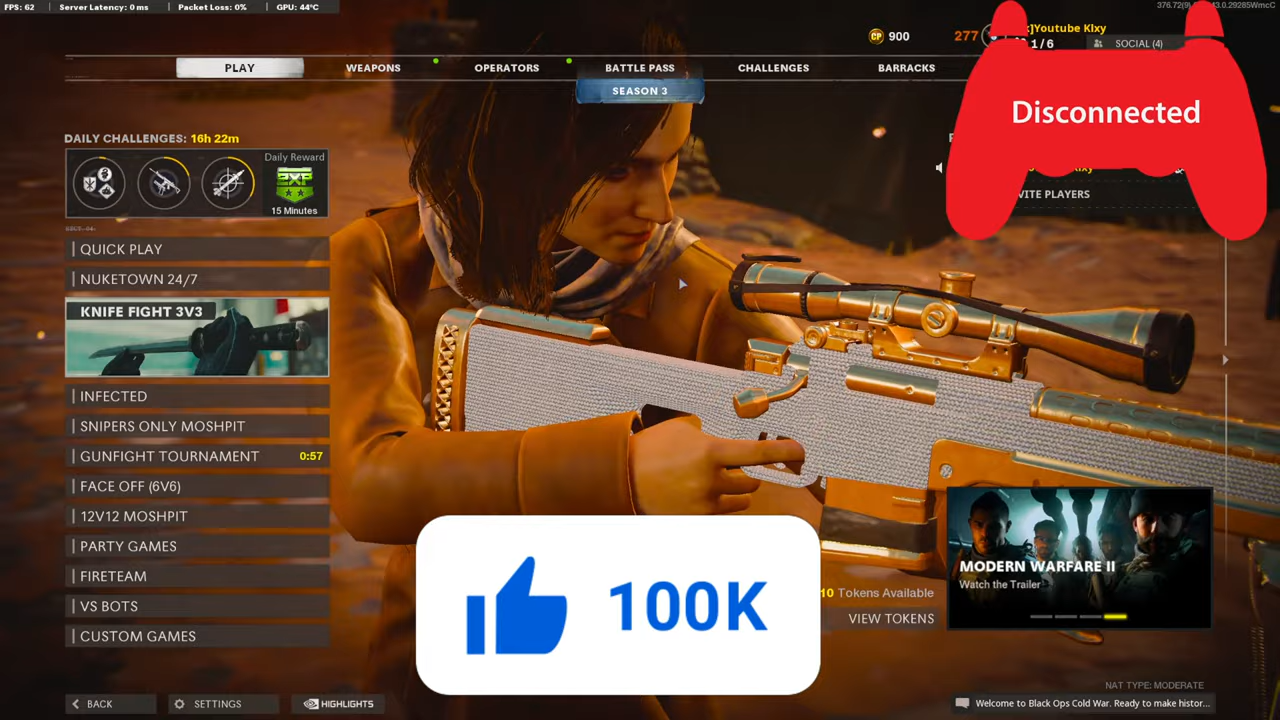 FPS: 62 Server Latency: 0 ms Packet Loss: 0% GPU: 44°C
CP 900 277
]Youtube Klxy
1/6 SOCIAL (4)
PLAY WEAPONS OPERATORS BATTLE PASS CHALLENGES BARRACKS
SEASON 3
Disconnected
DAILY CHALLENGES: 16h 22m
Daily Reward
2XP
15 Minutes
VITE PLAYERS
QUICK PLAY
NUKETOWN 24/7
KNIFE FIGHT 3V3
INFECTED
SNIPERS ONLY MOSHPIT
GUNFIGHT TOURNAMENT 0:57
FACE OFF (6V6)
12V12 MOSHPIT
PARTY GAMES
FIRETEAM
VS BOTS
CUSTOM GAMES
100K
MODERN WARFARE II
Watch the Trailer
10 Tokens Available
VIEW TOKENS
NAT TYPE: MODERATE
BACK SETTINGS HIGHLIGHTS
Welcome to Black Ops Cold War. Ready to make histor...